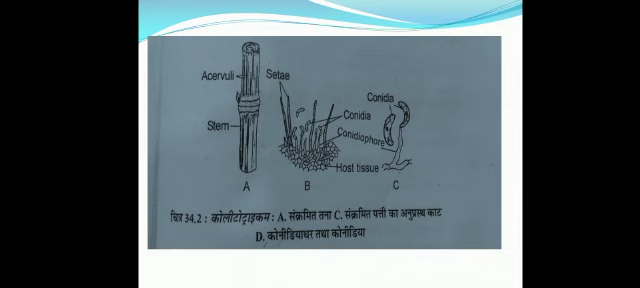 Acervuli
Setae
Conidia
Conidia
Stem
Conidiophore
Host tissue
A
B
C
चित्र 34.2 : कोलीटोट्राइकम : A. संक्रमित तना C. संक्रमित पत्ती का अनुप्रस्थ काट
D. कोनीडियाधर तथा कोनीडिया